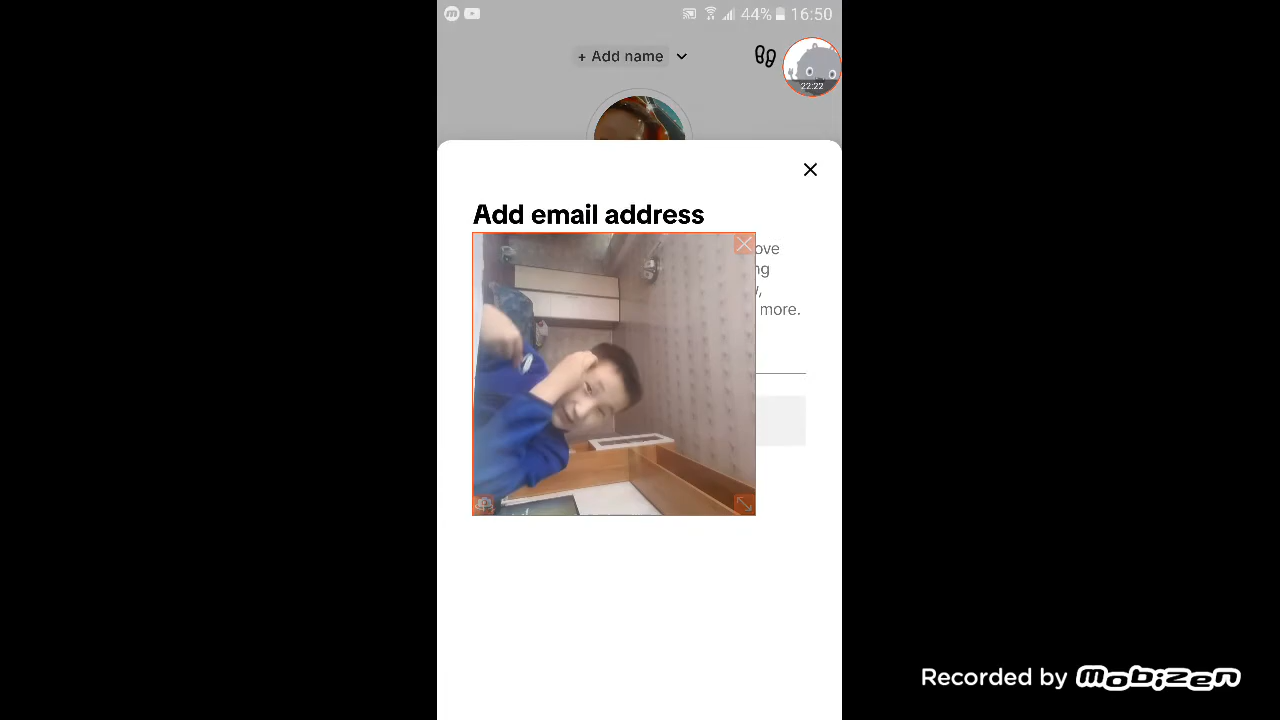 44% 16:50
+ Add name
22:22
Add email address
ove
ng
more.
Recorded by mobizen